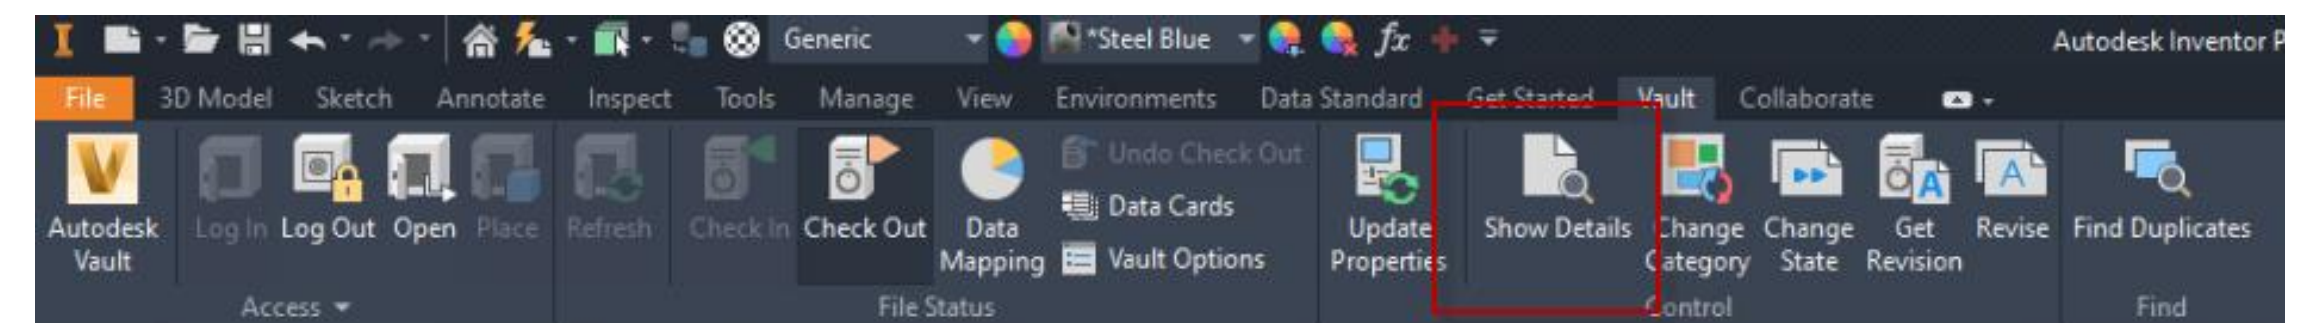 Generic
*Steel Blue
fx
Autodesk Inventor P
File
3D Model
Sketch
Annotate
Inspect
Tools
Manage
View
Environments
Data Standard
Get Started
Vault
Collaborate
Autodesk
Vault
Log In
Log Out
Open
Place
Access
Refresh
Check In
Check Out
Data
Mapping
Undo Check Out
Data Cards
Vault Options
File Status
Update
Properties
Show Details
Change
Category
Change
State
Get
Revision
Revise
Control
Find Duplicates
Find